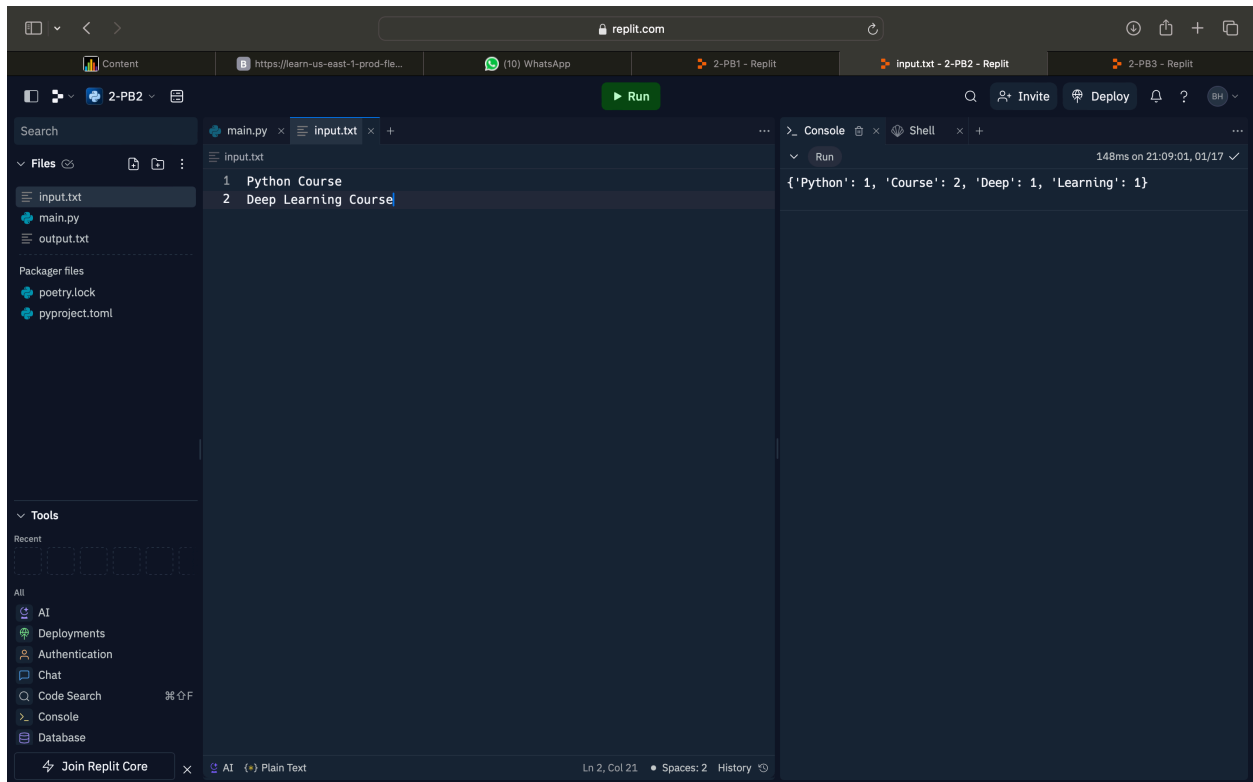 replit.com
Content
B https://learn-us-east-1-prod-fle...
(10) WhatsApp
2-PB1 - Replit
input.txt - 2-PB2 - Replit
2-PB3 - Replit
2-PB2
Run
Invite
Deploy
?
BH
Search
Files
input.txt
main.py
output.txt
Packager files
poetry.lock
pyproject.toml
Tools
Recent
All
AI
Deployments
Authentication
Chat
Code Search ⌘⇧F
Console
Database
Join Replit Core
main.py × input.txt × +
input.txt
1 Python Course
2 Deep Learning Course
AI Plain Text
Ln 2, Col 21 • Spaces: 2 History
>_ Console × Shell × +
Run
148ms on 21:09:01, 01/17 ✓
{'Python': 1, 'Course': 2, 'Deep': 1, 'Learning': 1}